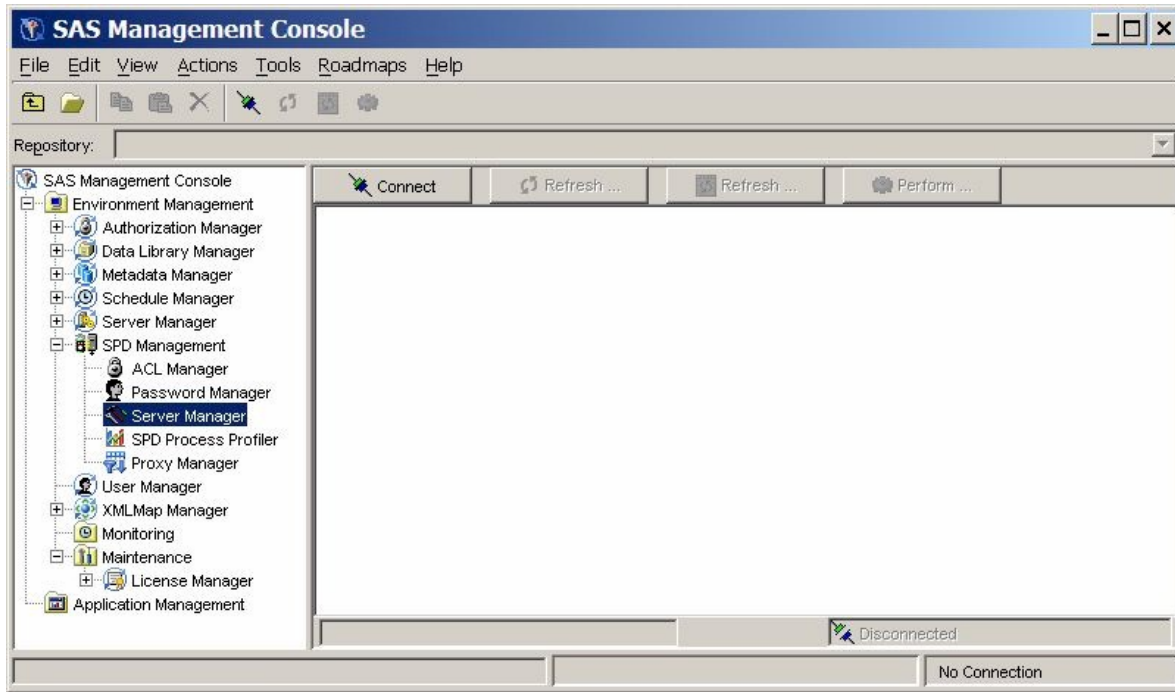 SAS Management Console
File Edit View Actions Tools Roadmaps Help
Repository:
SAS Management Console
Connect Refresh ... Refresh ... Perform ...
Environment Management
Authorization Manager
Data Library Manager
Metadata Manager
Schedule Manager
Server Manager
SPD Management
ACL Manager
Password Manager
Server Manager
SPD Process Profiler
Proxy Manager
User Manager
XMLMap Manager
Monitoring
Maintenance
License Manager
Application Management
Disconnected
No Connection